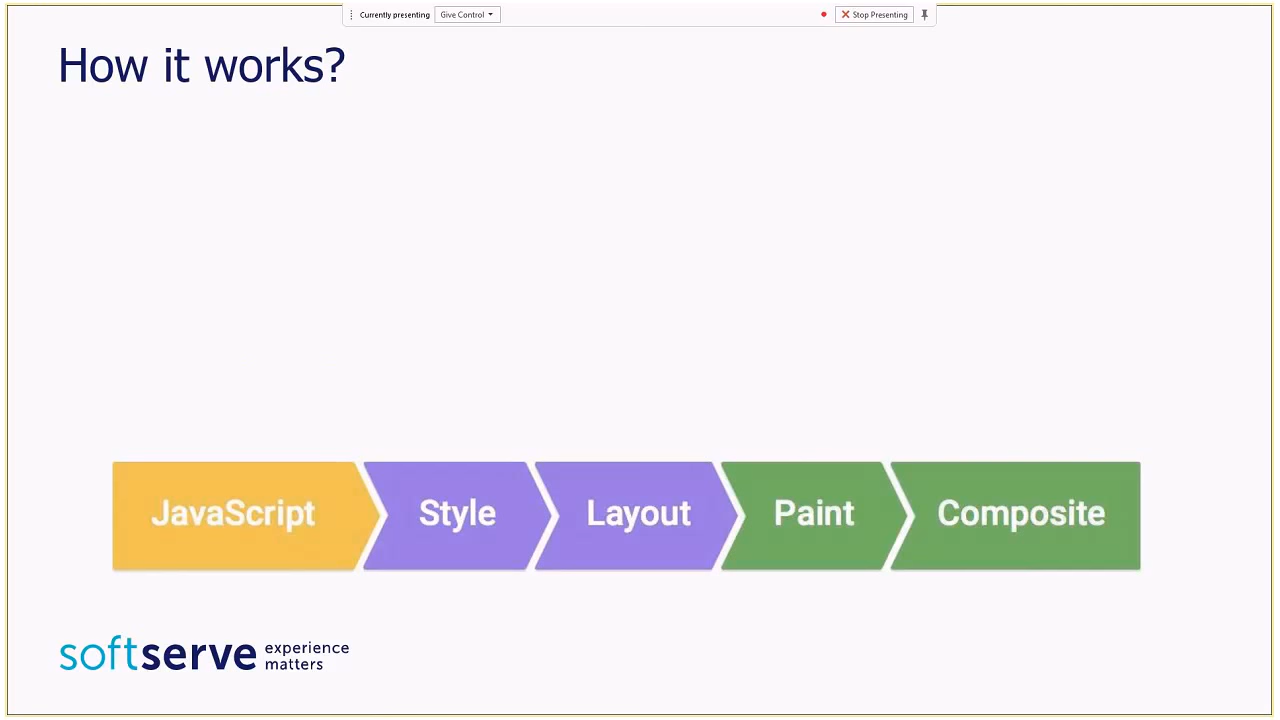 Currently presenting Give Control Stop Presenting
How it works?
JavaScript Style Layout Paint Composite
softserve experience
matters